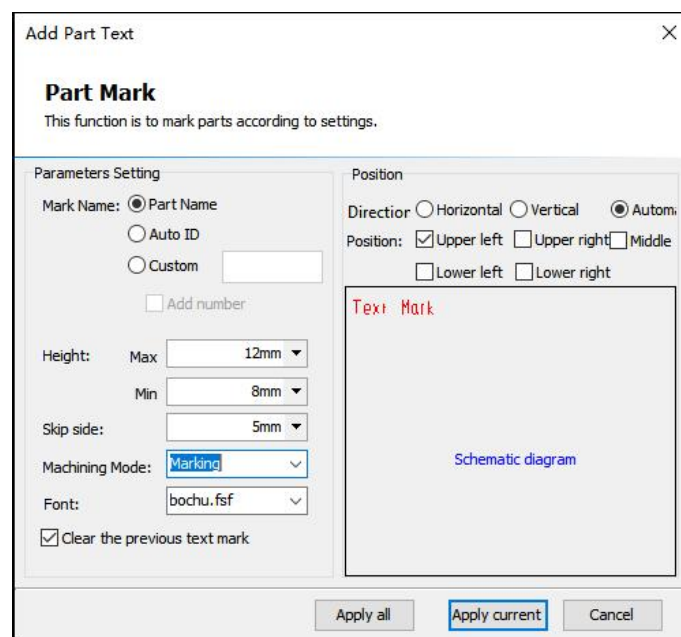 Add Part Text
Part Mark
This function is to mark parts according to settings.
Parameters Setting
Mark Name: Part Name
Auto ID
Custom
Add number
Height: Max 12mm
Min 8mm
Skip side: 5mm
Machining Mode: Marking
Font: bochu.fsf
Clear the previous text mark
Position
Direction Horizontal Vertical Automa
Position: Upper left Upper right Middle
Lower left Lower right
Text Mark
Schematic diagram
Apply all Apply current Cancel